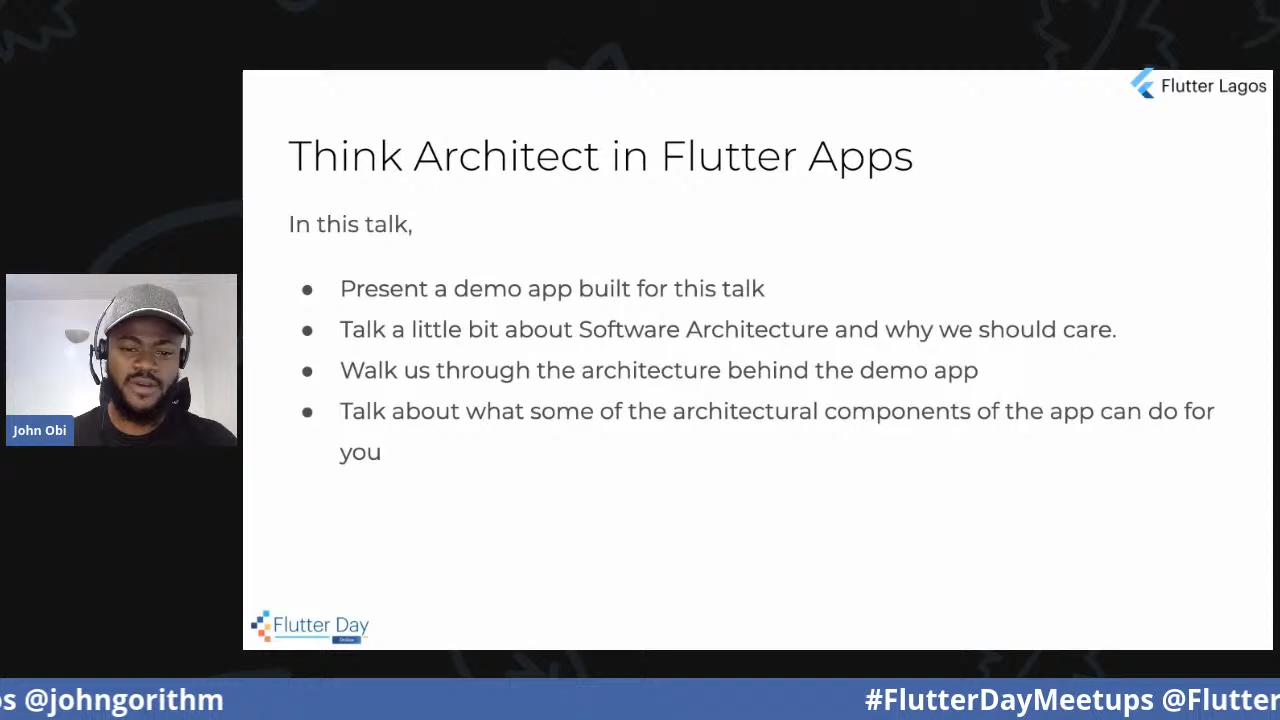 Flutter Lagos
Think Architect in Flutter Apps
In this talk,
● Present a demo app built for this talk
● Talk a little bit about Software Architecture and why we should care.
● Walk us through the architecture behind the demo app
● Talk about what some of the architectural components of the app can do for
you
John Obi
Flutter Day
Online
os @johngorithm #FlutterDayMeetups @Flutter